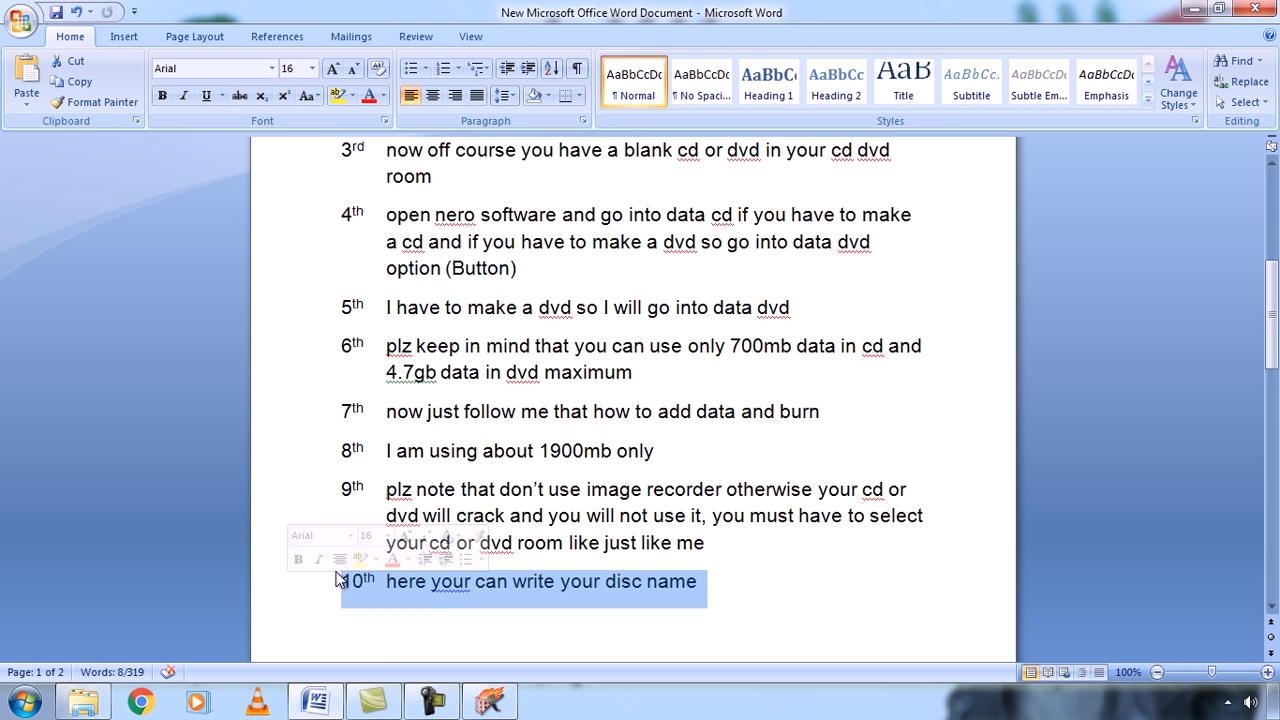 New Microsoft Office Word Document - Microsoft Word
Home Insert Page Layout References Mailings Review View
Paste Cut Copy Format Painter
Clipboard
Arial 16
Font
Paragraph
AaBbCcDc AaBbCcDc AaBbCc AaBbCc AaB AaBbCc. AaBbCcDc AaBbCcDc
¶ Normal ¶ No Spaci... Heading 1 Heading 2 Title Subtitle Subtle Em... Emphasis
Change Styles
Styles
Find Replace Select
Editing
3rd now off course you have a blank cd or dvd in your cd dvd
room
4th open nero software and go into data cd if you have to make
a cd and if you have to make a dvd so go into data dvd
option (Button)
5th I have to make a dvd so I will go into data dvd
6th plz keep in mind that you can use only 700mb data in cd and
4.7gb data in dvd maximum
7th now just follow me that how to add data and burn
8th I am using about 1900mb only
9th plz note that don’t use image recorder otherwise your cd or
dvd will crack and you will not use it, you must have to select
your cd or dvd room like just like me
Arial 16
10th here your can write your disc name
Page: 1 of 2 Words: 8/319 100%